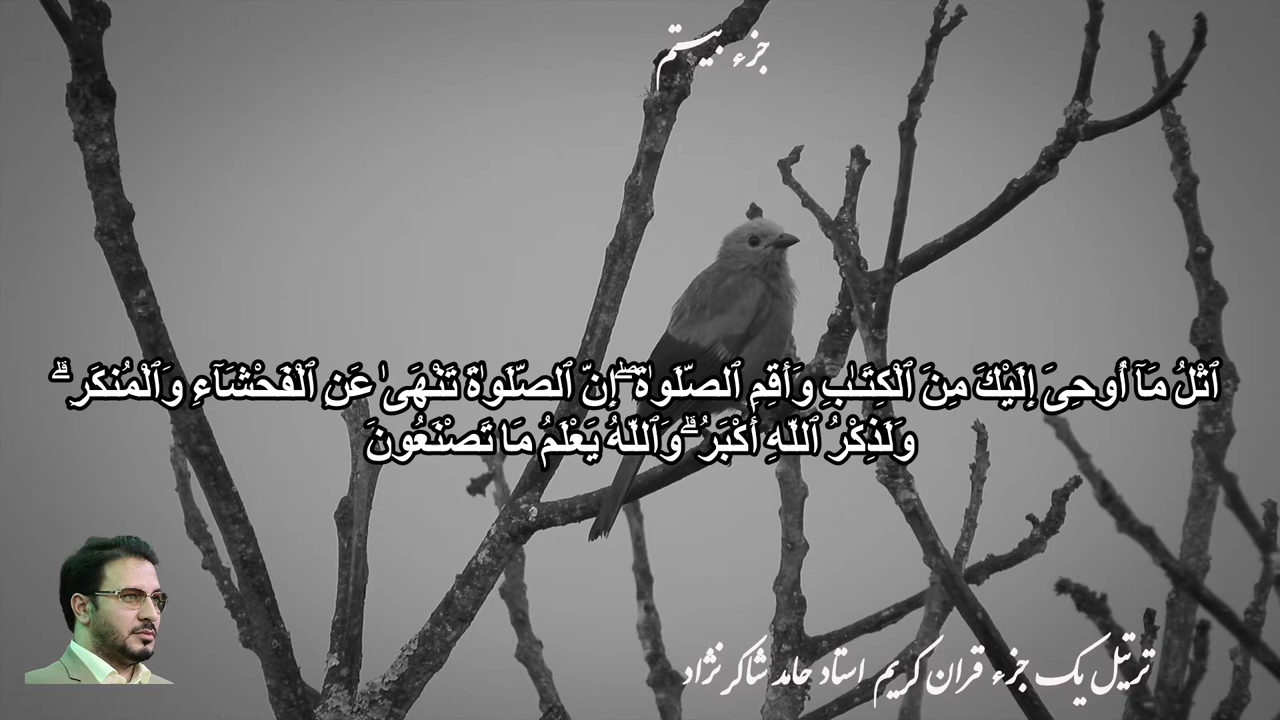 جزء بیستم
ٱتْلُ مَآ أُوحِىَ إِلَيْكَ مِنَ ٱلْكِتَـٰبِ وَأَقِمِ ٱلصَّلَوٰةَ ۖ إِنَّ ٱلصَّلَوٰةَ تَنْهَىٰ عَنِ ٱلْفَحْشَآءِ وَٱلْمُنكَرِ ۗ
وَلَذِكْرُ ٱللَّهِ أَكْبَرُ ۗ وَٱللَّهُ يَعْلَمُ مَا تَصْنَعُونَ
ترتیل یک جزء قران کریم استاد حامد شاکرنژاد